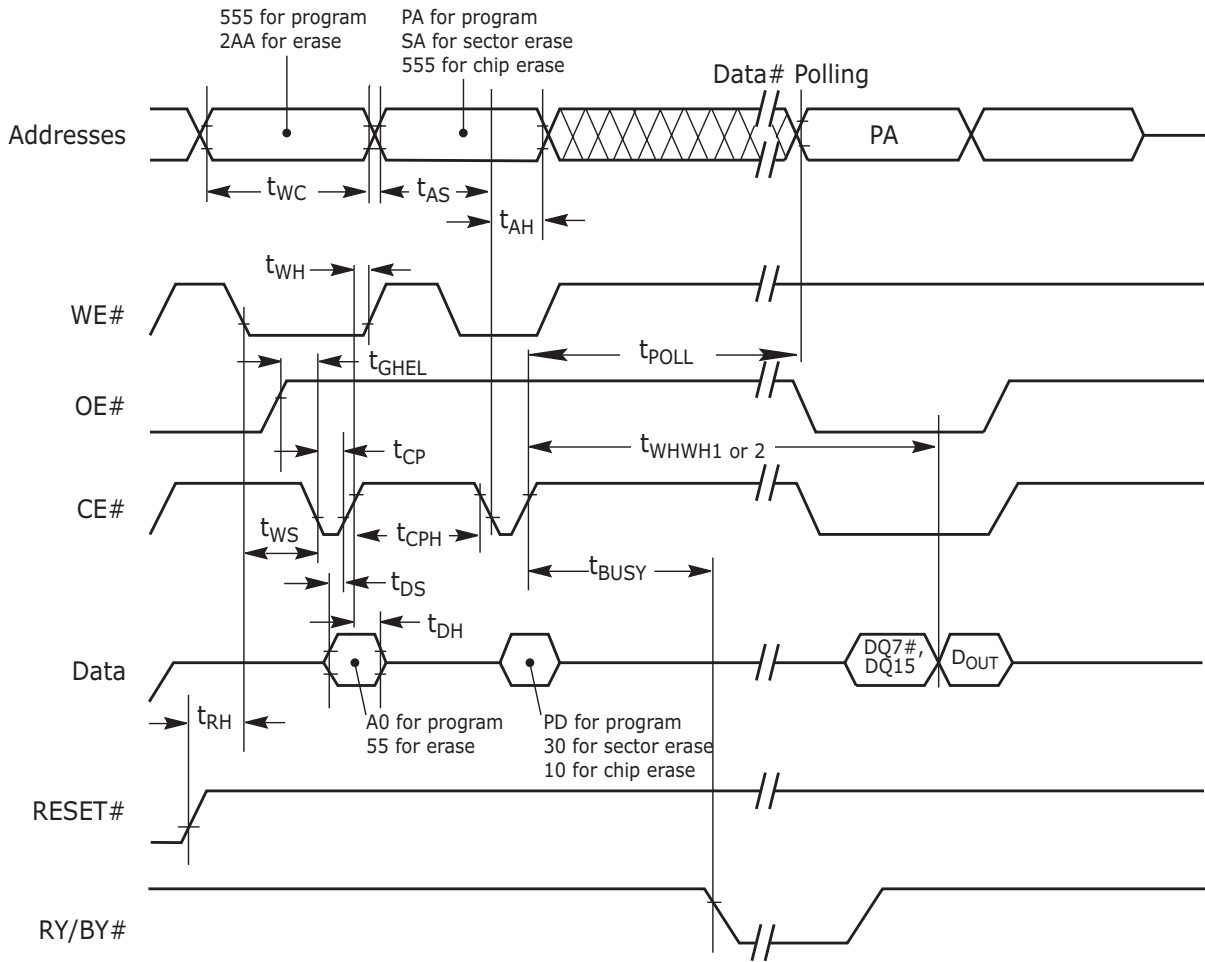 555 for program
2AA for erase
PA for program
SA for sector erase
555 for chip erase
Data# Polling
Addresses
PA
tWC
tAS
tAH
tWH
WE#
tGHEL
tPOLL
OE#
tCP
tWHWH1 or 2
CE#
tWS
tCPH
tBUSY
tDS
tDH
Data
DQ7#,
DQ15
DOUT
tRH
A0 for program
55 for erase
PD for program
30 for sector erase
10 for chip erase
RESET#
RY/BY#